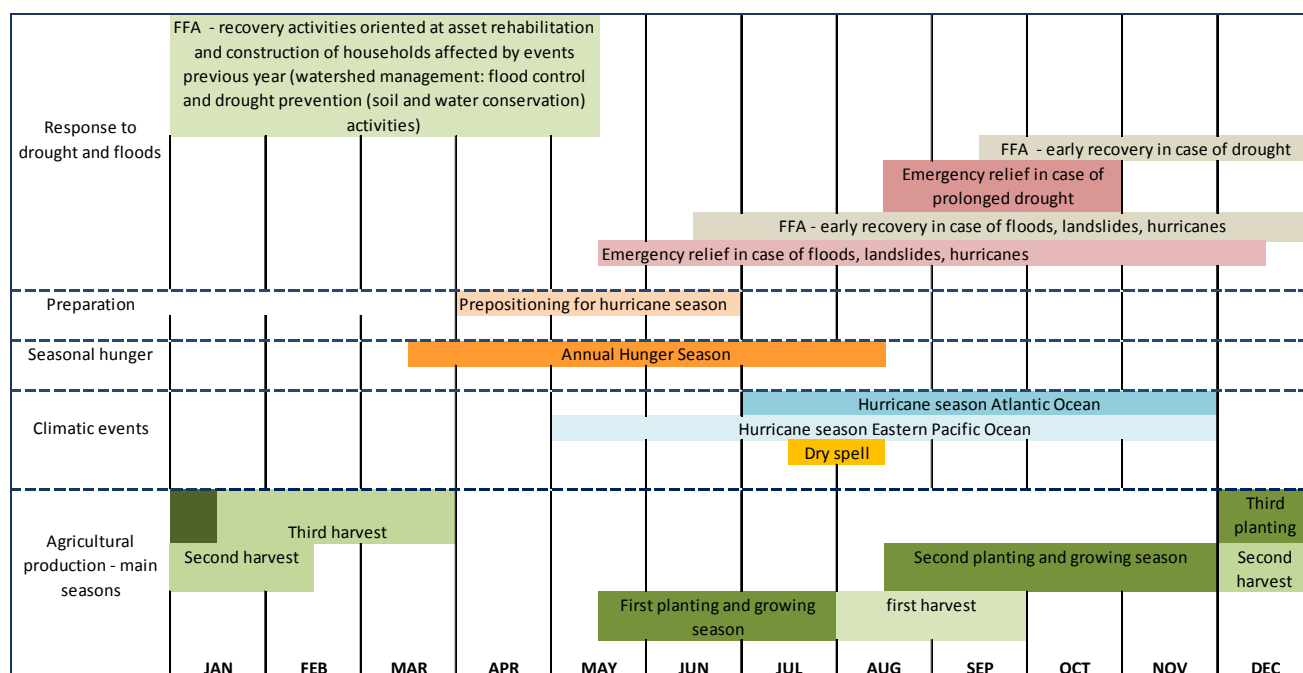 FFA - recovery activities oriented at asset rehabilitation
and construction of households affected by events
previous year (watershed management: flood control
and drought prevention (soil and water conservation)
activities)
Response to
drought and floods
FFA - early recovery in case of drought
Emergency relief in case of
prolonged drought
FFA - early recovery in case of floods, landslides, hurricanes
Emergency relief in case of floods, landslides, hurricanes
Preparation
Prepositioning for hurricane season
Seasonal hunger
Annual Hunger Season
Climatic events
Hurricane season Atlantic Ocean
Hurricane season Eastern Pacific Ocean
Dry spell
Agricultural
production - main
seasons
Third harvest
Third
planting
Second harvest
Second planting and growing season
Second
harvest
First planting and growing
season
first harvest
JAN FEB MAR APR MAY JUN JUL AUG SEP OCT NOV DEC